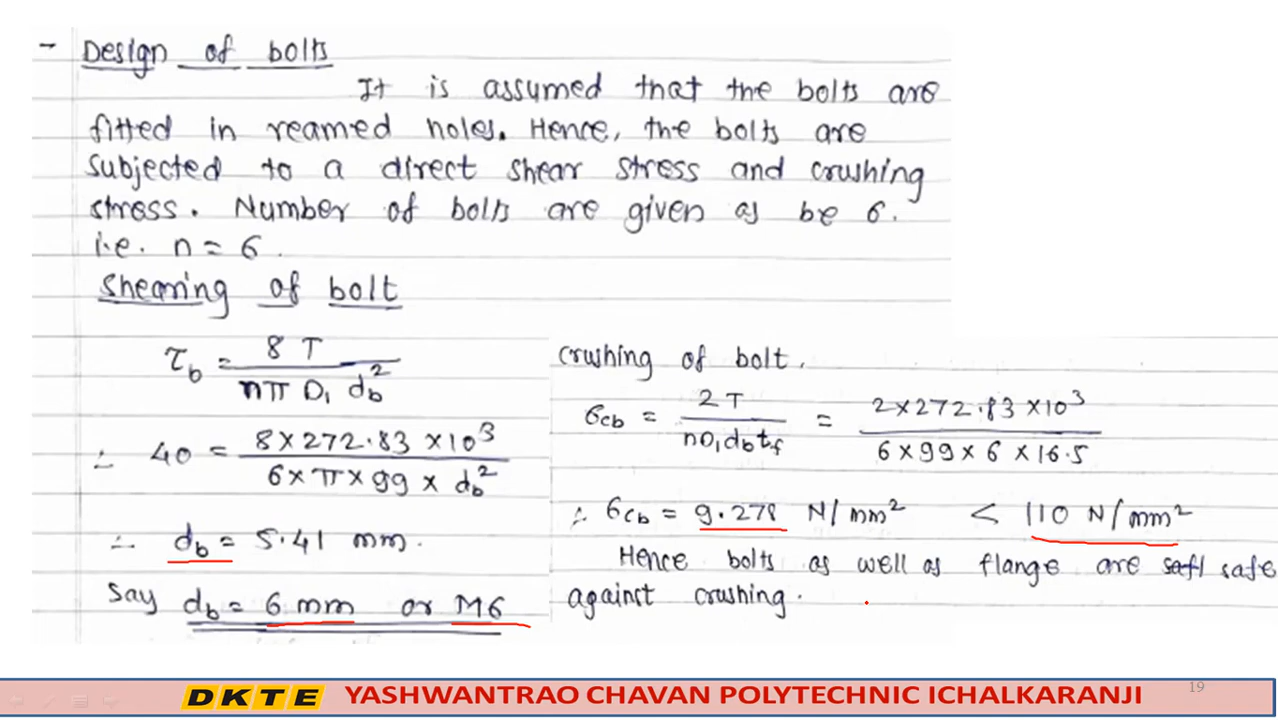 - Design of bolts
It is assumed that the bolts are
fitted in reamed holes. Hence, the bolts are
subjected to a direct shear stress and crushing
stress. Number of bolts are given as be 6.
i.e. n = 6.
Shearing of bolt
τb = 8 T / nπ D₁ db²
∴ 40 = 8 × 272.83 × 10³ / 6 × π × 99 × db²
∴ db = 5.41 mm.
Say db = 6 mm or M6
crushing of bolt.
σcb = 2T / nD₁dbtf = 2 × 272.83 × 10³ / 6 × 99 × 6 × 16.5
∴ σcb = 9.278 N/mm² < 110 N/mm²
Hence bolts as well as flange are safl safe
against crushing.
19
DKTE YASHWANTRAO CHAVAN POLYTECHNIC ICHALKARANJI